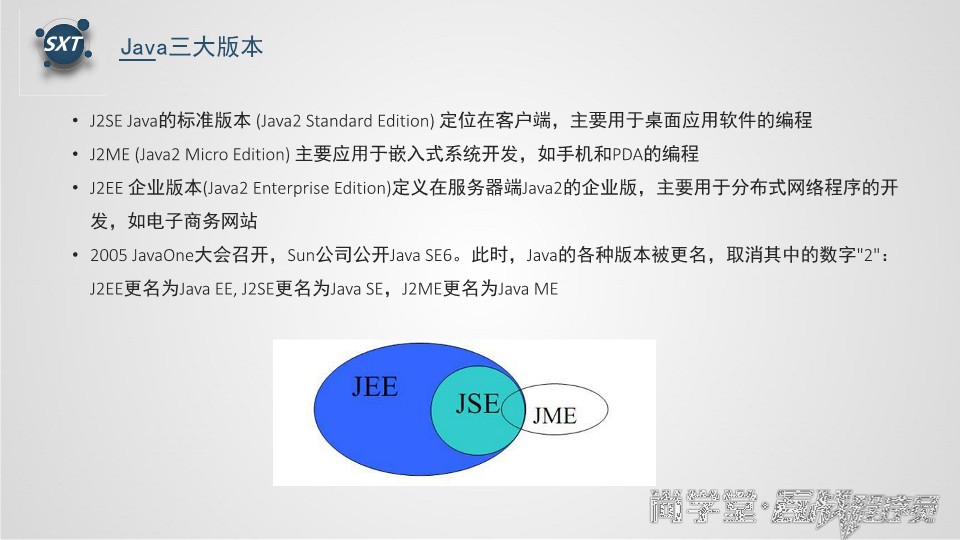 SXT
Java三大版本
• J2SE Java的标准版本 (Java2 Standard Edition) 定位在客户端，主要用于桌面应用软件的编程
• J2ME (Java2 Micro Edition) 主要应用于嵌入式系统开发，如手机和PDA的编程
• J2EE 企业版本(Java2 Enterprise Edition)定义在服务器端Java2的企业版，主要用于分布式网络程序的开
发，如电子商务网站
• 2005 JavaOne大会召开，Sun公司公开Java SE6。此时，Java的各种版本被更名，取消其中的数字"2"：
J2EE更名为Java EE, J2SE更名为Java SE，J2ME更名为Java ME
JEE
JSE
JME
尚学堂·